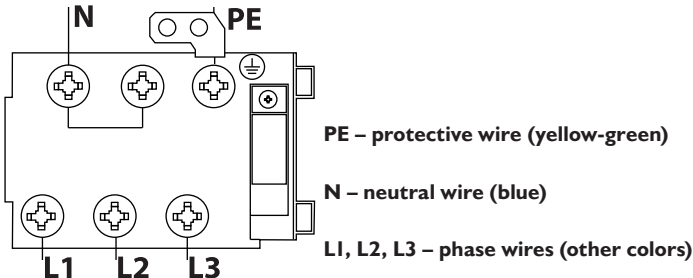 N
PE
PE – protective wire (yellow-green)
N – neutral wire (blue)
L1, L2, L3 – phase wires (other colors)
L1 L2 L3